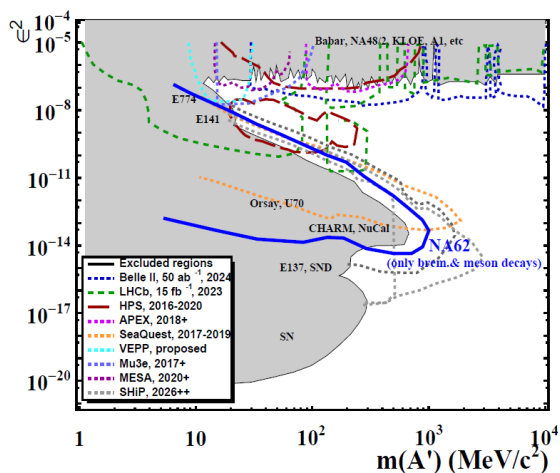 ϵ²
10⁻⁵
10⁻⁵
10⁻⁸
10⁻¹¹
10⁻¹⁴
10⁻¹⁷
10⁻²⁰
Babar, NA48/2, KLOE, A1, etc
E774
E141
Orsay, U70
CHARM, NuCal
NA62
(only brem.& meson decays)
E137, SND
SN
Excluded regions
Belle II, 50 ab ⁻¹, 2024
LHCb, 15 fb ⁻¹, 2023
HPS, 2016-2020
APEX, 2018+
SeaQuest, 2017-2019
VEPP, proposed
Mu3e, 2017+
MESA, 2020+
SHiP, 2026++
1 10 10² 10³ 10⁴
m(A') (MeV/c²)